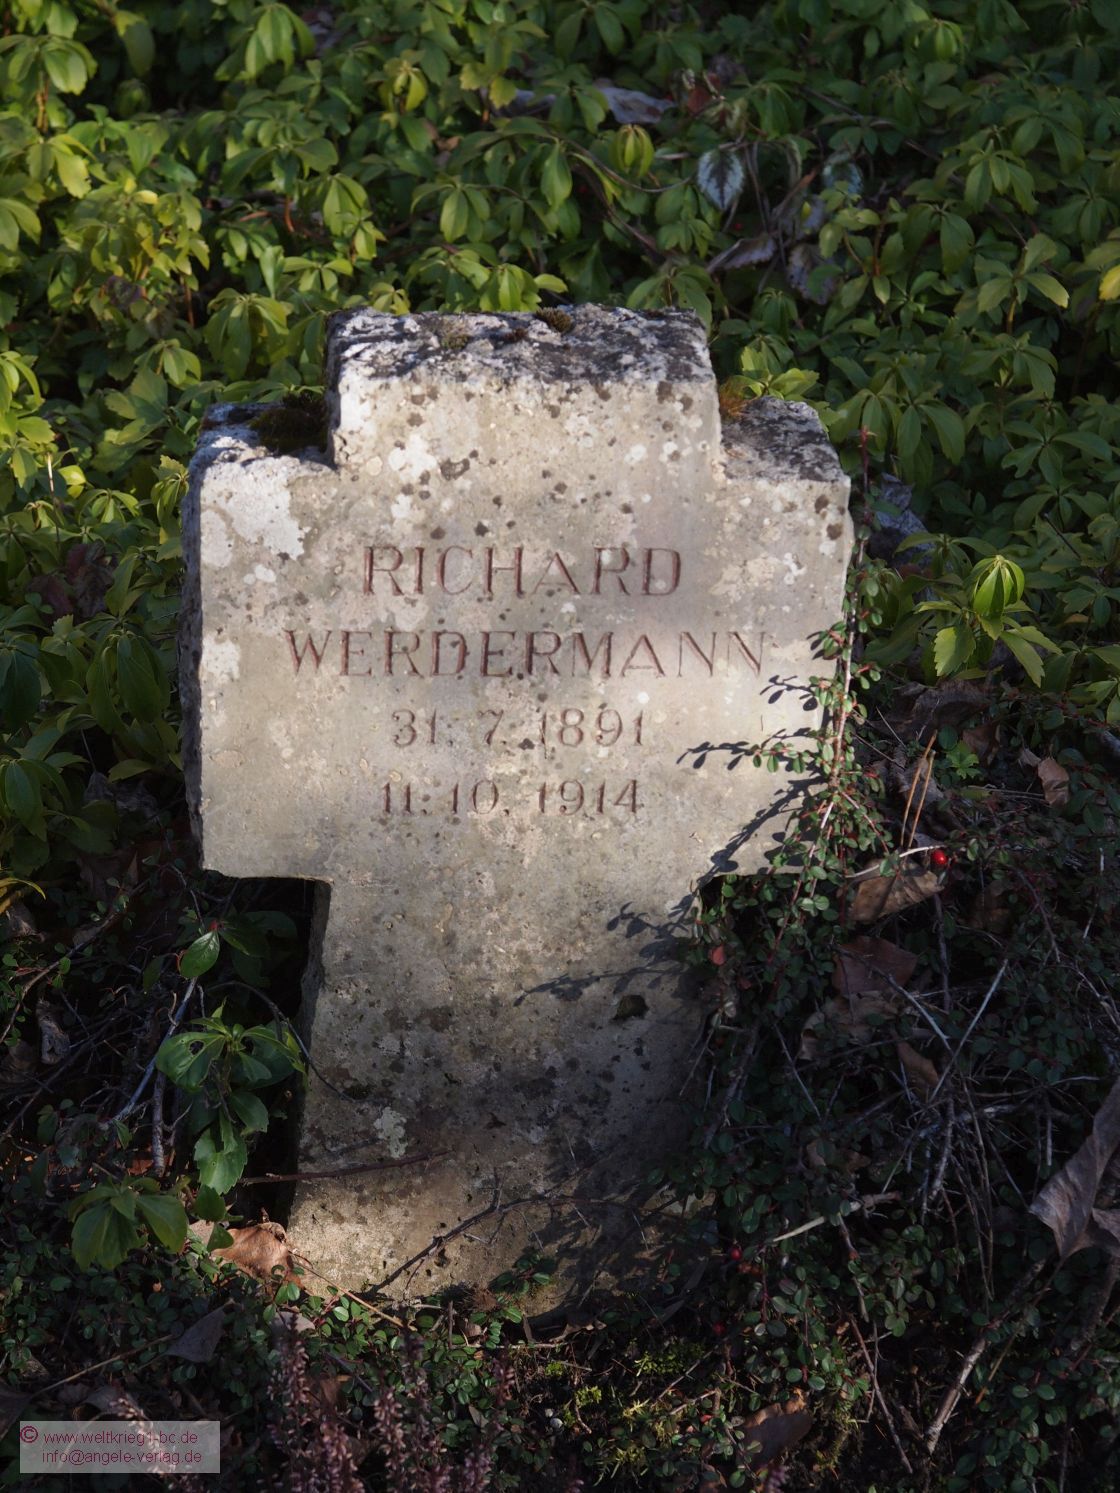 RICHARD
WERDERMANN
31. 7. 1891
11. 10. 1914
© www.weltkrieg1-bc.de
info@angele-verlag.de